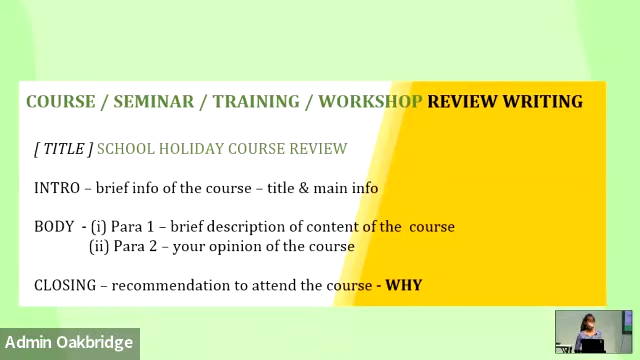 COURSE / SEMINAR / TRAINING / WORKSHOP REVIEW WRITING
[ TITLE ] SCHOOL HOLIDAY COURSE REVIEW
INTRO – brief info of the course – title & main info
BODY - (i) Para 1 – brief description of content of the course
(ii) Para 2 – your opinion of the course
CLOSING – recommendation to attend the course - WHY
Admin Oakbridge